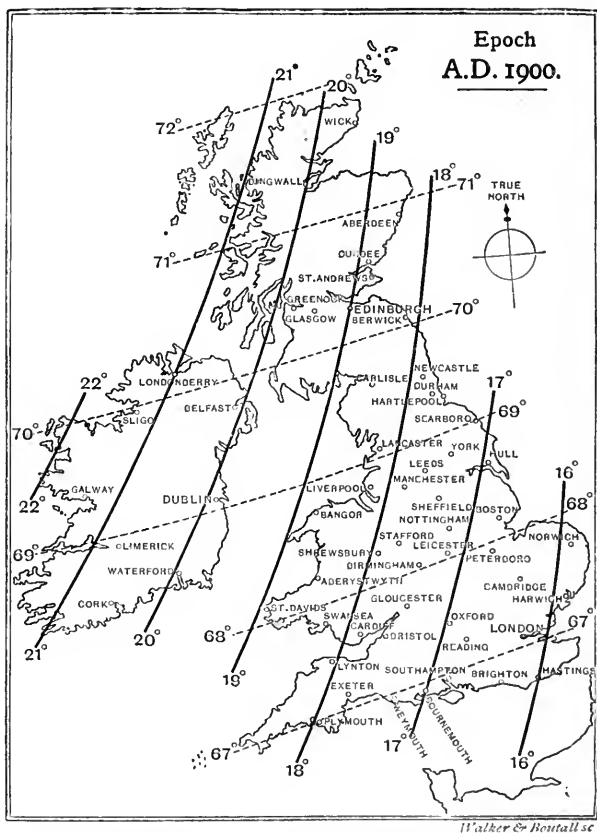 Epoch
A.D. 1900.
21°
20°
72°
WICK
19°
18°
DINGWALL
71°
TRUE
NORTH
ABERDEEN
71°
DUNDEE
ST. ANDREWS
GREENOCK
EDINBURGH
70°
GLASGOW
BERWICK
NEWCASTLE
CARLISLE
DURHAM
LONDONDERRY
22°
HARTLEPOOL
17°
BELFAST
SLIGO
SCARBORO
69°
70°
LANCASTER
YORK
HULL
LEEDS
16°
GALWAY
LIVERPOOL
MANCHESTER
DUBLIN
22°
SHEFFIELD
BOSTON
68°
BANGOR
NOTTINGHAM
STAFFORD
NORWICH
69°
LIMERICK
SHREWSBURY
LEICESTER
PETERBORO
BIRMINGHAM
WATERFORD
ABERYSTWYTH
CAMBRIDGE
HARWICH
CORK
ST. DAVIDS
GLOUCESTER
SWANSEA
OXFORD
67°
CARDIFF
LONDON
20°
68°
BRISTOL
READING
21°
LYNTON
SOUTHAMPTON
HASTINGS
19°
BRIGHTON
EXETER
PLYMOUTH
WEYMOUTH
BOURNEMOUTH
17°
67°
16°
18°
Walker & Boutall sc